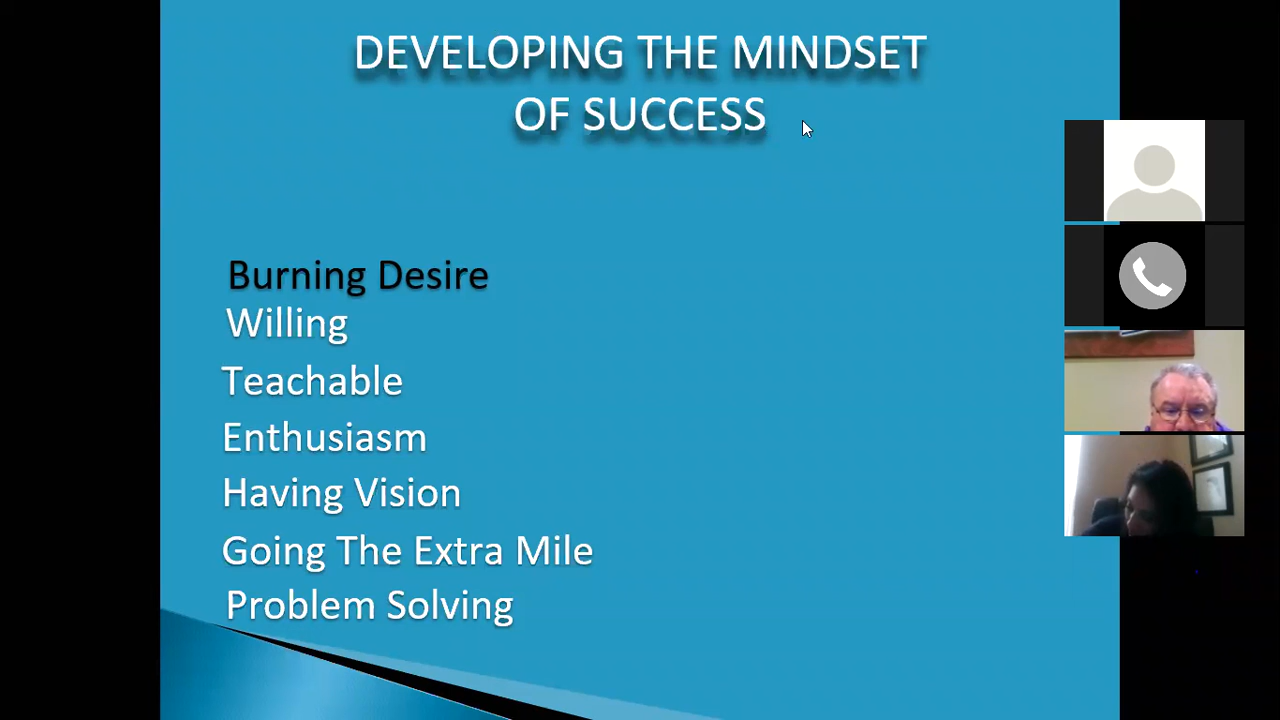 DEVELOPING THE MINDSET
OF SUCCESS
Burning Desire
Willing
Teachable
Enthusiasm
Having Vision
Going The Extra Mile
Problem Solving